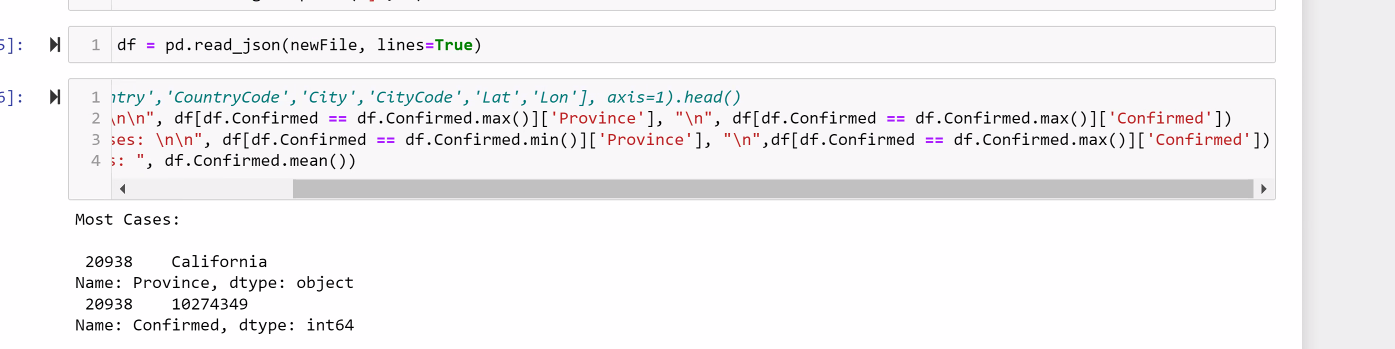 5]: 1 df = pd.read_json(newFile, lines=True)
6]: 1 ntry','CountryCode','City','CityCode','Lat','Lon'], axis=1).head()
2 \n\n", df[df.Confirmed == df.Confirmed.max()]['Province'], "\n", df[df.Confirmed == df.Confirmed.max()]['Confirmed'])
3 ses: \n\n", df[df.Confirmed == df.Confirmed.min()]['Province'], "\n",df[df.Confirmed == df.Confirmed.max()]['Confirmed'])
4 s: ", df.Confirmed.mean())
Most Cases:
20938 California
Name: Province, dtype: object
20938 10274349
Name: Confirmed, dtype: int64